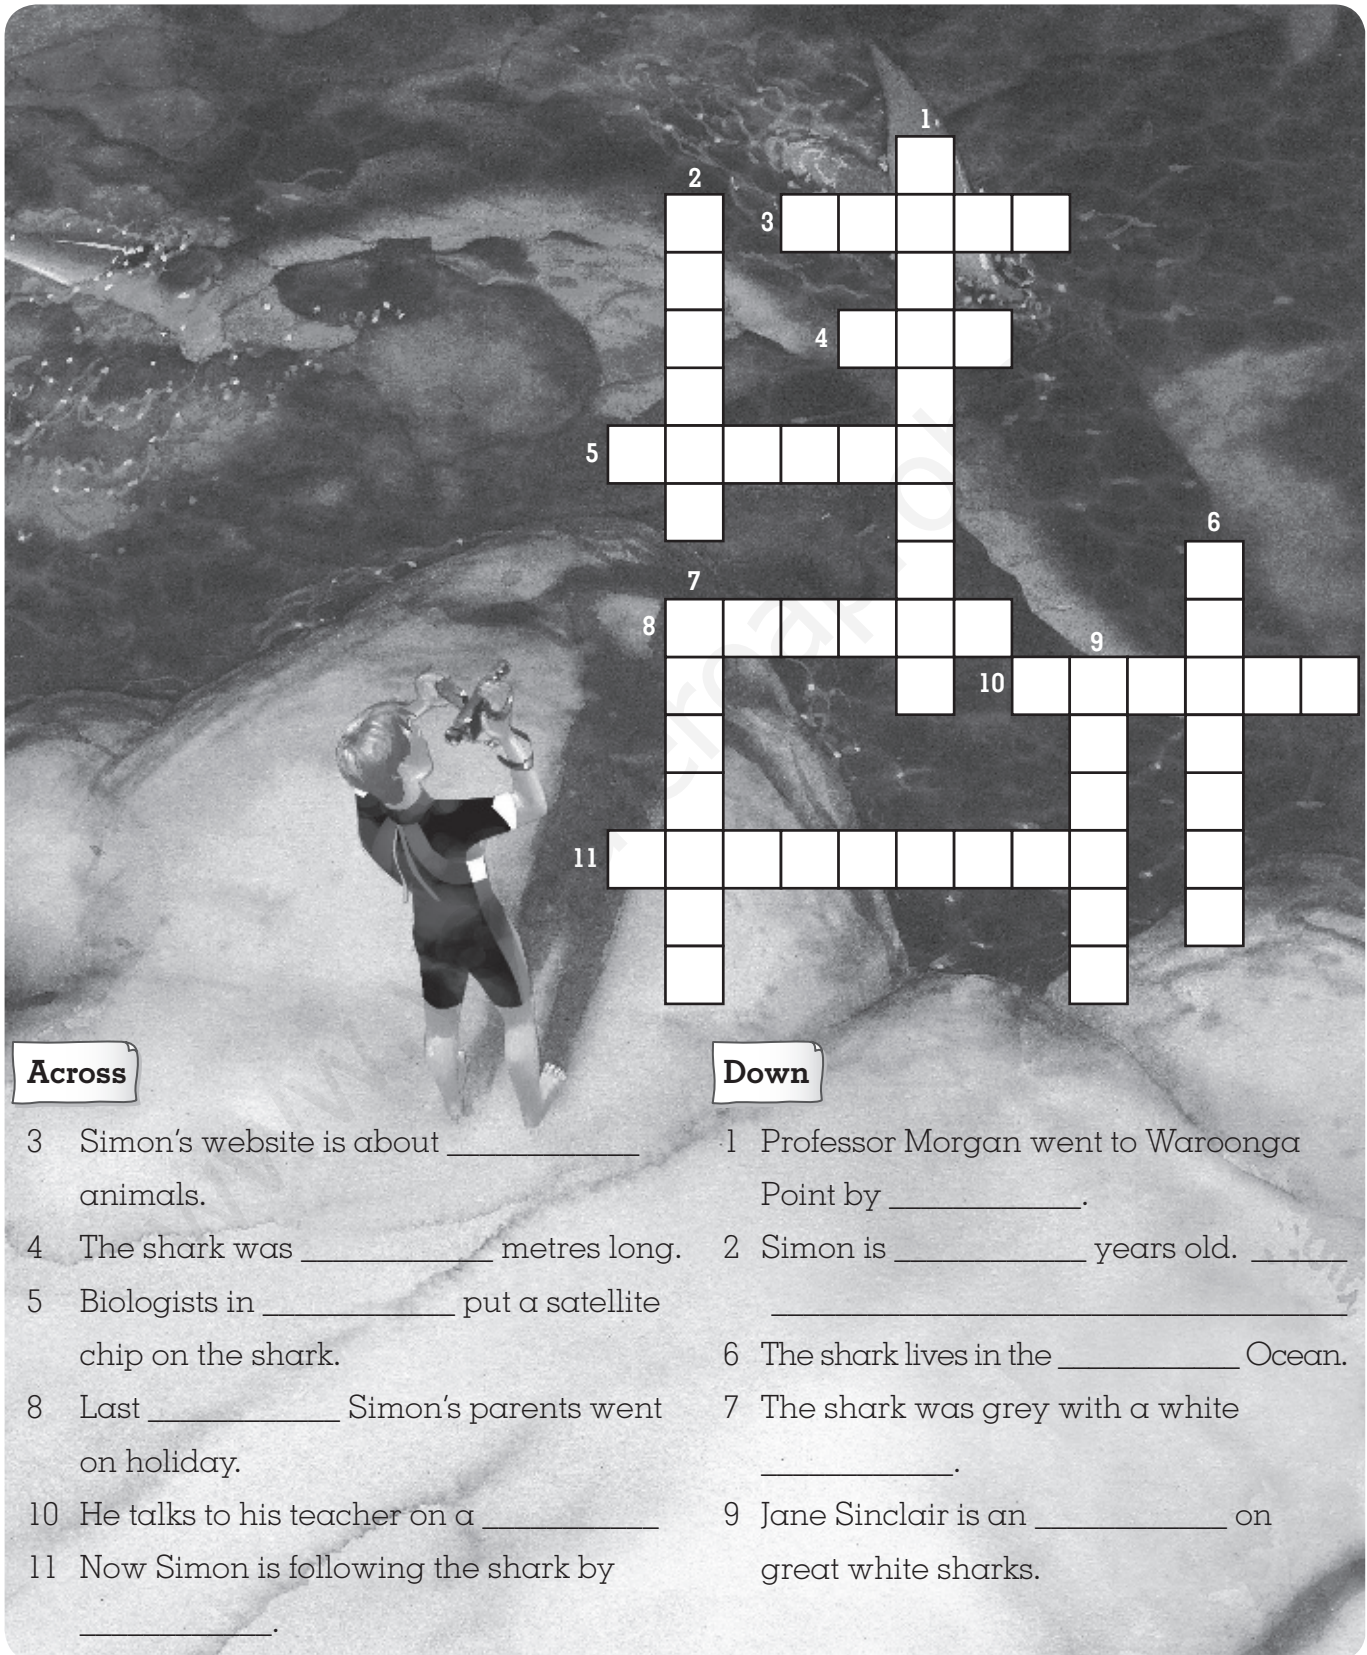 1
2
3
4
5
6
7
8
9
10
11
Across
3 Simon's website is about ____________
animals.
4 The shark was ____________ metres long.
5 Biologists in ____________ put a satellite
chip on the shark.
8 Last ____________ Simon's parents went
on holiday.
10 He talks to his teacher on a ___________
11 Now Simon is following the shark by
____________.
Down
1 Professor Morgan went to Waroonga
Point by ____________.
2 Simon is ____________ years old. ______
____________________________________
6 The shark lives in the ___________ Ocean.
7 The shark was grey with a white
____________.
9 Jane Sinclair is an ____________ on
great white sharks.